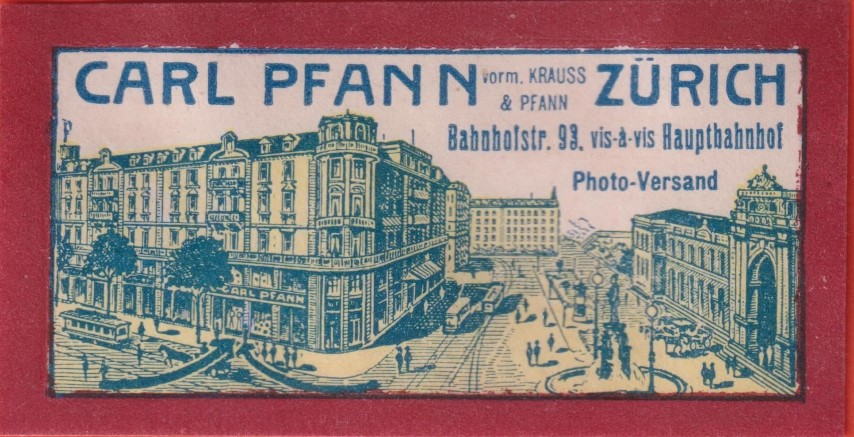 CARL PFANN vorm. KRAUSS & PFANN ZÜRICH
Bahnhofstr. 93, vis-à-vis Hauptbahnhof
Photo-Versand
CARL PFANN